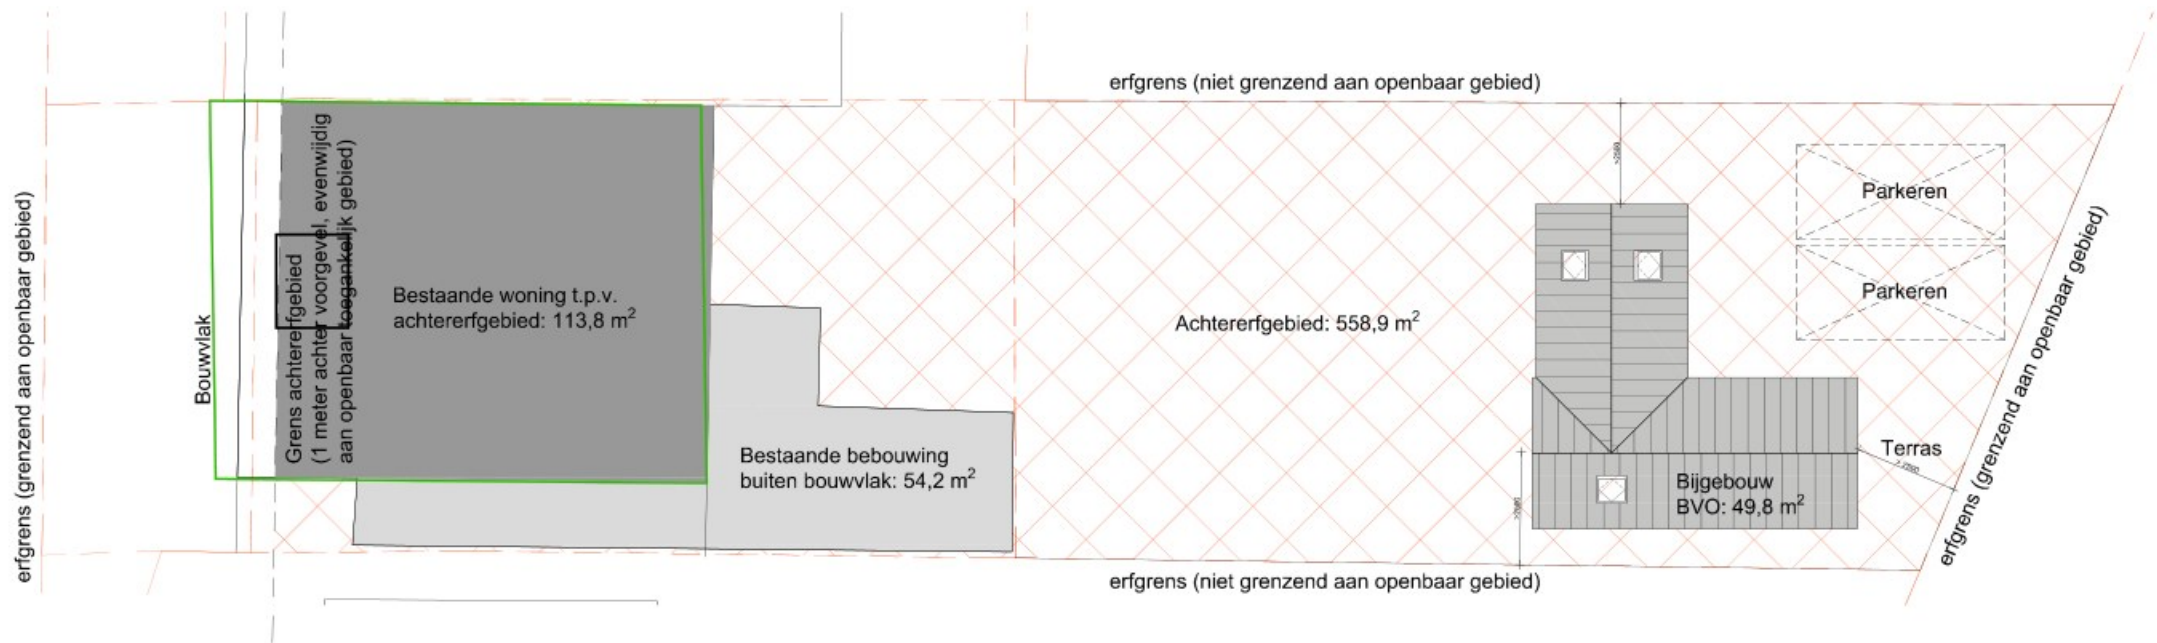 erfgrens (grenzend aan openbaar gebied)
Bouwvlak
Grens achtererfgebied
(1 meter achter voorgevel, evenwijdig
aan openbaar toegankelijk gebied)
Bestaande woning t.p.v.
achtererfgebied: 113,8 m²
Bestaande bebouwing
buiten bouwvlak: 54,2 m²
erfgrens (niet grenzend aan openbaar gebied)
Achtererfgebied: 558,9 m²
erfgrens (niet grenzend aan openbaar gebied)
Parkeren
Parkeren
Terras
Bijgebouw
BVO: 49,8 m²
erfgrens (grenzend aan openbaar gebied)